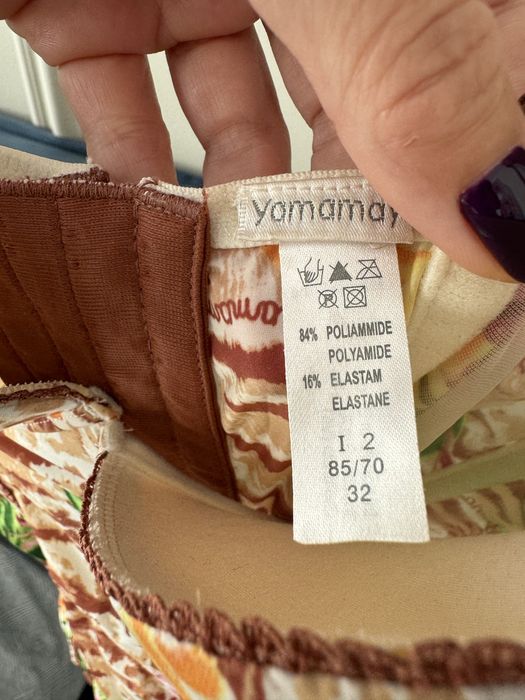 yamamay
84% POLIAMMIDE
POLYAMIDE
16% ELASTAM
ELASTANE
I 2
85/70
32